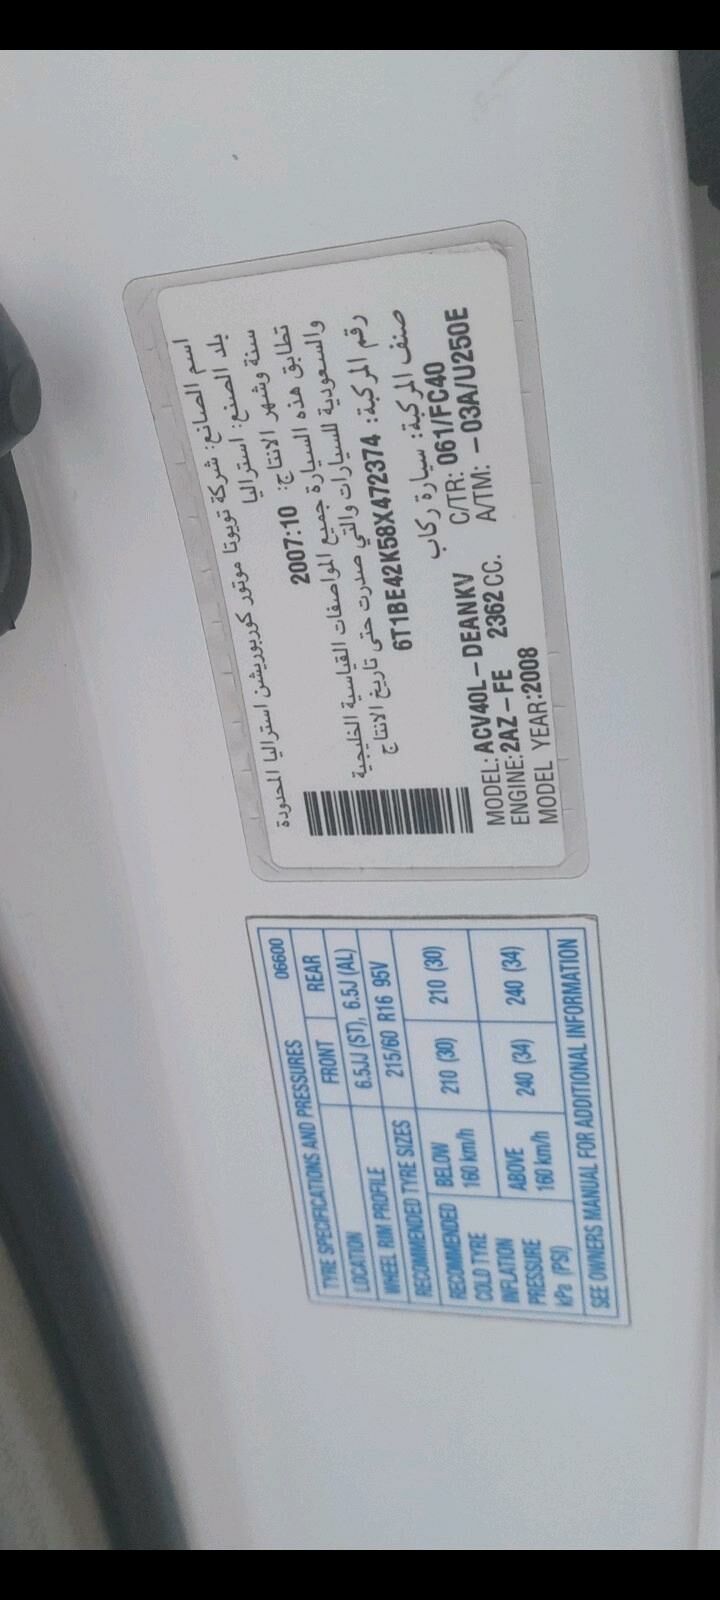 اسم الصانع: شركة تويوتا موتور كوربوريشن استراليا المحدودة
بلد الصنع: استراليا
سنة وشهر الانتاج: 2007:10
تطابق هذه السيارة جميع المواصفات القياسية الخليجية
والسعودية للسيارات والتي صدرت حتى تاريخ الانتاج
رقم المركبة: 6T1BE42K58X472374
صنف المركبة: سيارة ركاب
MODEL: ACV40L-DEANKV C/TR: 061/FC40
ENGINE: 2AZ-FE 2362 CC. A/TM: -03A/U250E
MODEL YEAR:2008
TYRE SPECIFICATIONS AND PRESSURES 06600
LOCATION FRONT REAR
WHEEL RIM PROFILE 6.5JJ (ST), 6.5J (AL)
RECOMMENDED TYRE SIZES 215/60 R16 95V
RECOMMENDED COLD TYRE INFLATION PRESSURE kPa (PSI)
BELOW 160 km/h 210 (30) 210 (30)
ABOVE 160 km/h 240 (34) 240 (34)
SEE OWNERS MANUAL FOR ADDITIONAL INFORMATION